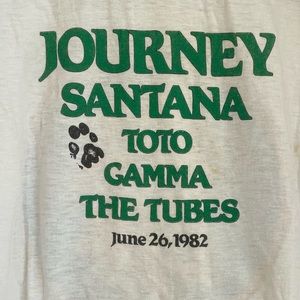 JOURNEY
SANTANA
TOTO
GAMMA
THE TUBES
June 26, 1982